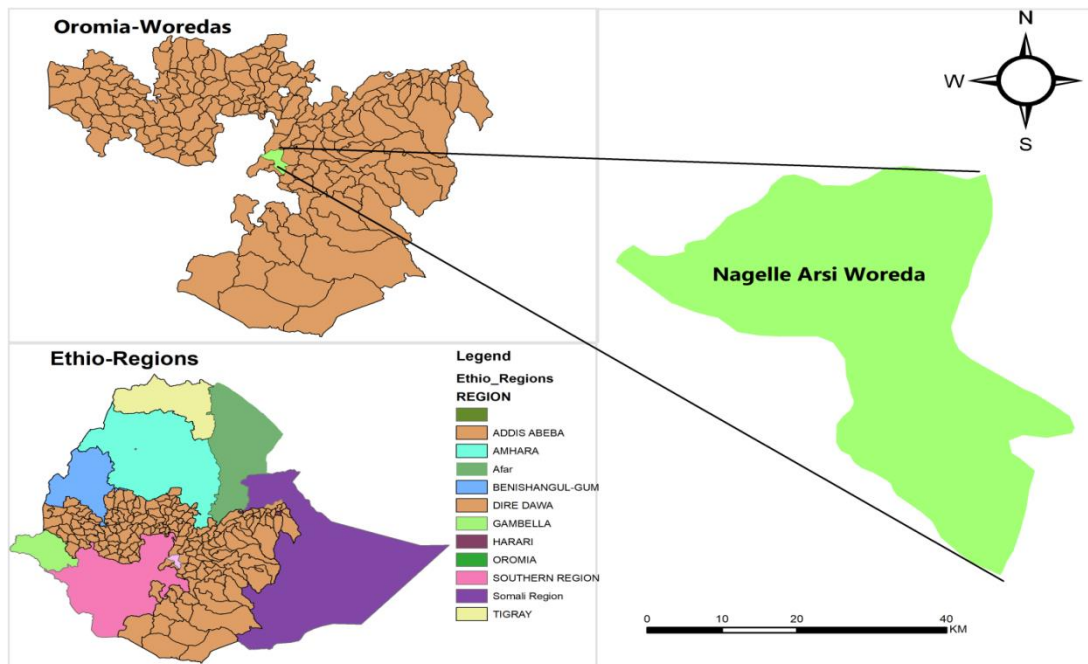 Oromia-Woredas
N
W
S
Nagelle Arsi Woreda
Ethio-Regions
Legend
Ethio_Regions
REGION
ADDIS ABEBA
AMHARA
Afar
BENISHANGUL-GUM
DIRE DAWA
GAMBELLA
HARARI
OROMIA
SOUTHERN REGION
Somali Region
TIGRAY
0 10 20 40
KM